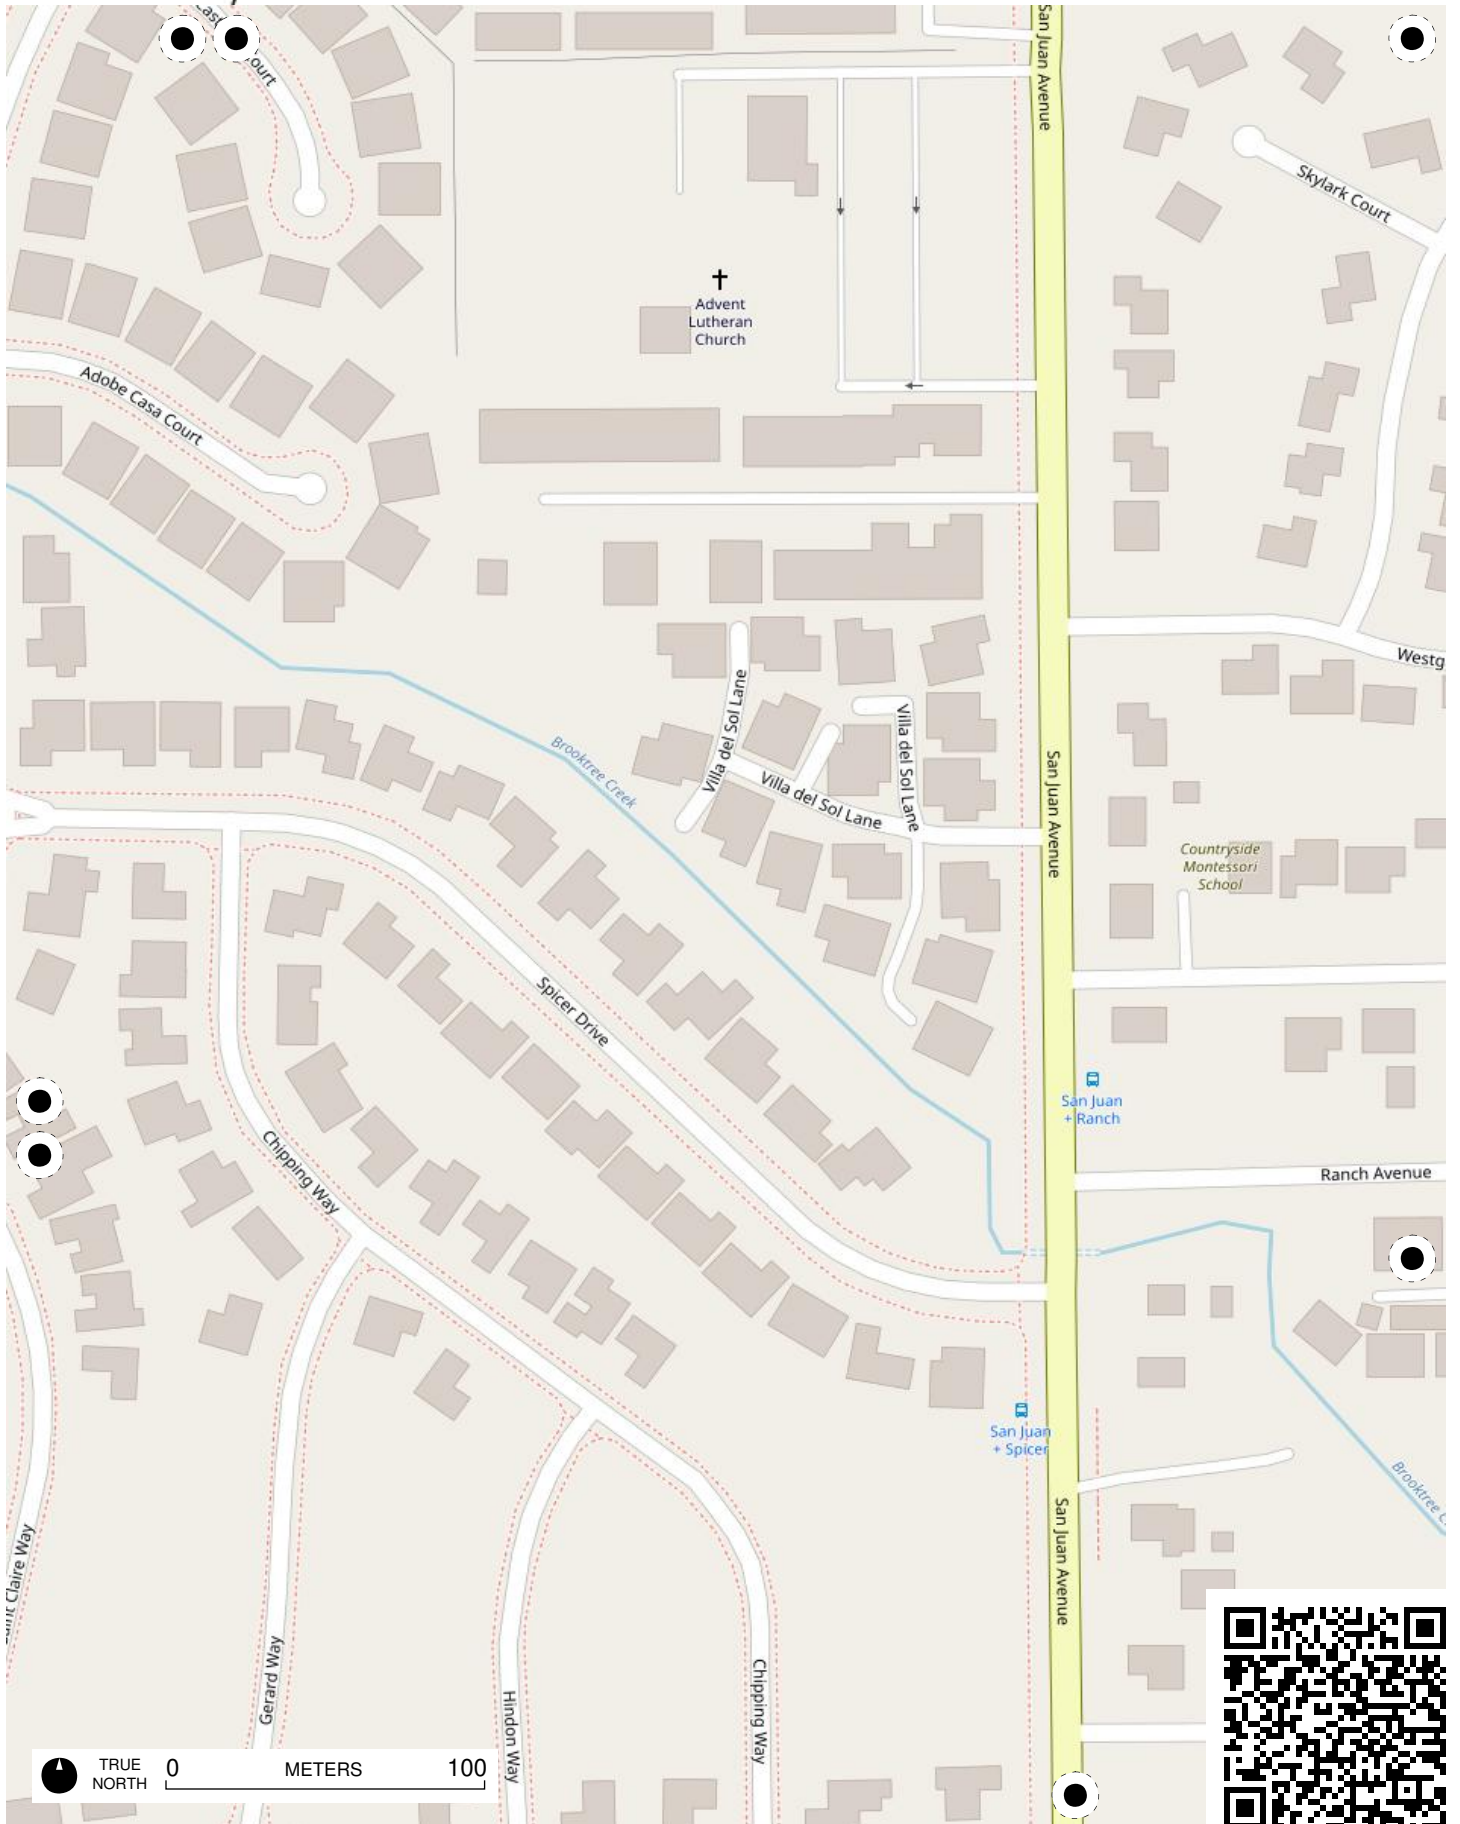 San Juan Avenue
Skylark Court
Advent
Lutheran
Church
Adobe Casa Court
Westg
Villa del Sol Lane
Villa del Sol Lane
Villa del Sol Lane
Brooktree Creek
San Juan Avenue
Countryside
Montessori
School
Spicer Drive
San Juan
+ Ranch
Chipping Way
Ranch Avenue
San Juan
+ Spicer
Brooktree C
San Juan Avenue
Claire Way
Gerard Way
Hindon Way
Chipping Way
TRUE
NORTH
0 METERS 100